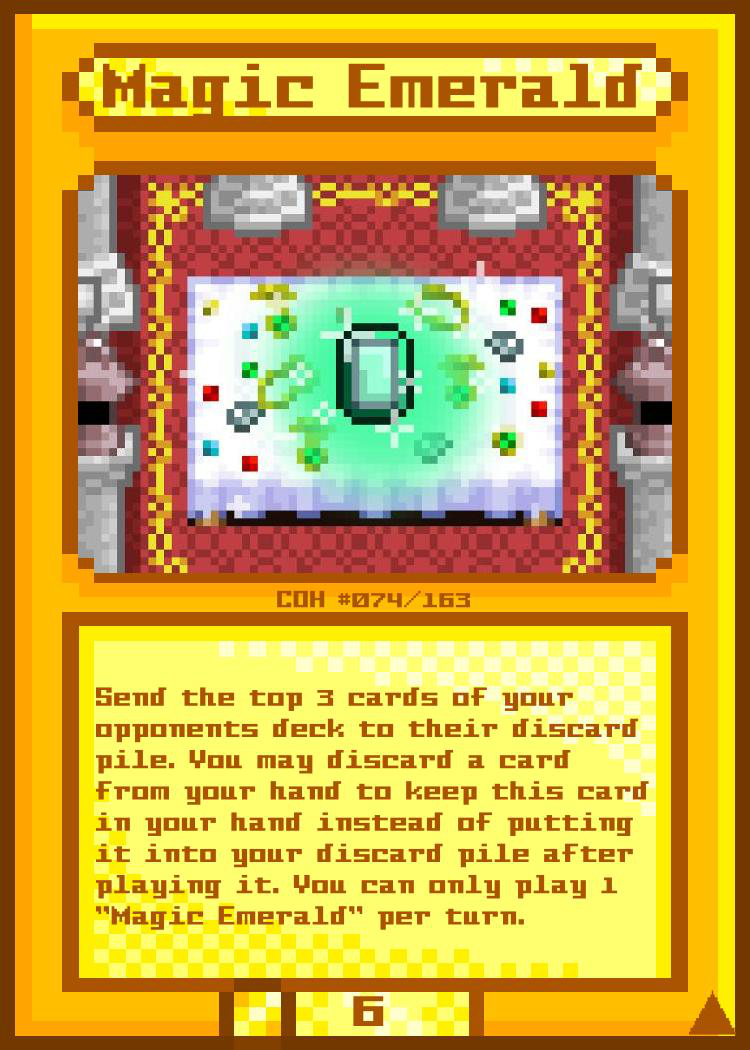 Magic Emerald
COH #074/163
Send the top 3 cards of your
opponents deck to their discard
pile. You may discard a card
from your hand to keep this card
in your hand instead of putting
it into your discard pile after
playing it. You can only play 1
"Magic Emerald" per turn.
6